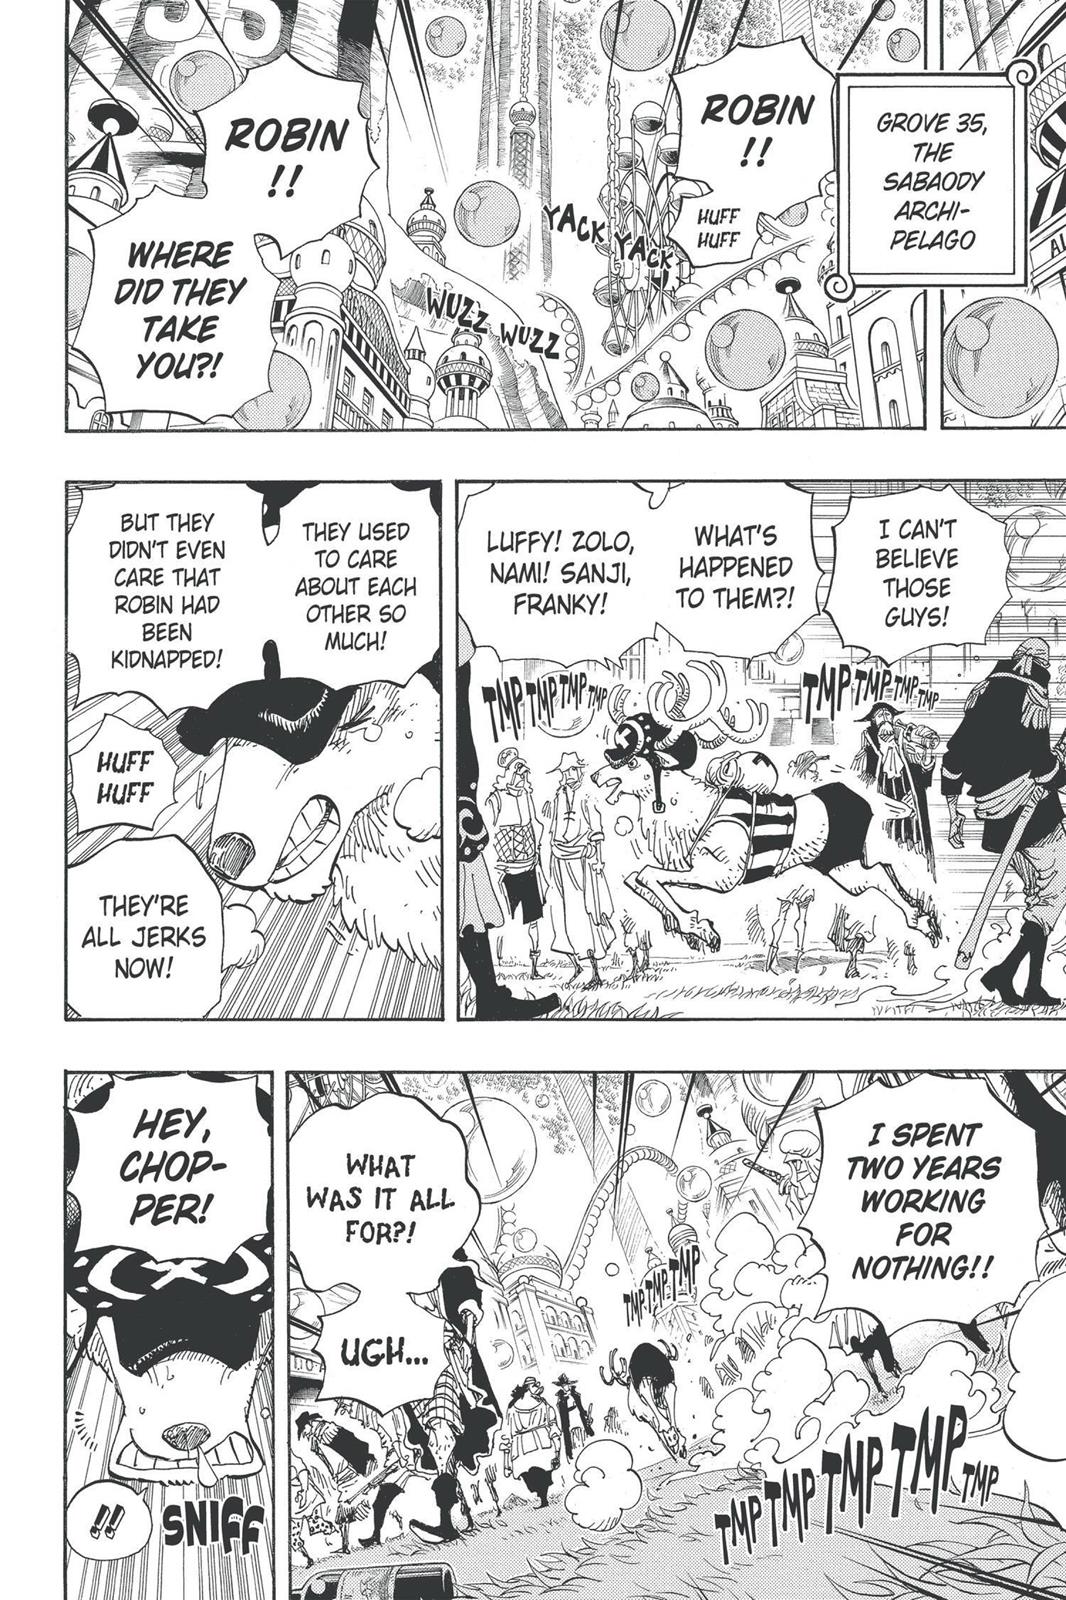 GROVE 35,
THE
SABAODY
ARCHI-
PELAGO
ROBIN
!!
HUFF
HUFF
YACK YACK
WUZZ WUZZ
35
ROBIN
!!
WHERE
DID THEY
TAKE
YOU?!
I CAN'T
BELIEVE
THOSE
GUYS!
WHAT'S
HAPPENED
TO THEM?!
LUFFY! ZOLO,
NAMI! SANJI,
FRANKY!
TMP TMP TMP TMP
TMP TMP TMP TMP
THEY USED
TO CARE
ABOUT EACH
OTHER SO
MUCH!
BUT THEY
DIDN'T EVEN
CARE THAT
ROBIN HAD
BEEN
KIDNAPPED!
HUFF
HUFF
THEY'RE
ALL JERKS
NOW!
I SPENT
TWO YEARS
WORKING
FOR
NOTHING!!
TMP TMP TMP
TMP TMP TMP TMP TMP
WHAT
WAS IT ALL
FOR?!
UGH...
HEY,
CHOP-
PER!
!!
SNIFF